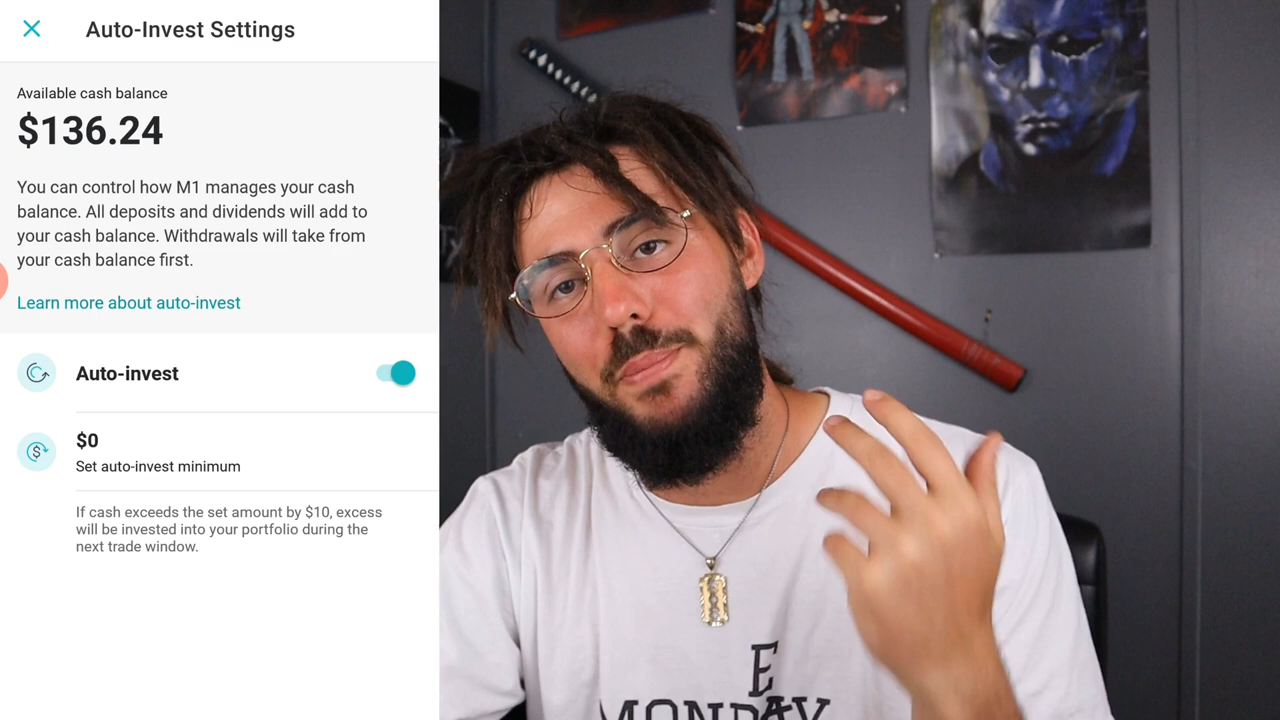 Auto-Invest Settings
Available cash balance
$136.24
You can control how M1 manages your cash
balance. All deposits and dividends will add to
your cash balance. Withdrawals will take from
your cash balance first.
Learn more about auto-invest
Auto-invest
$0
Set auto-invest minimum
If cash exceeds the set amount by $10, excess
will be invested into your portfolio during the
next trade window.
E
MONDAY